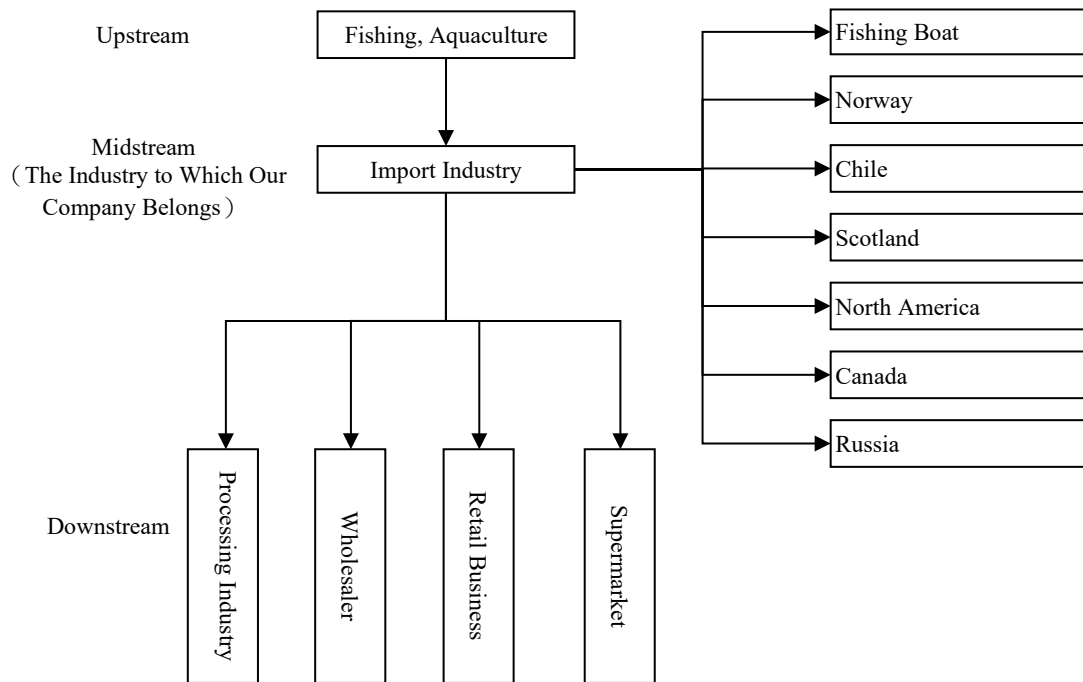 Upstream
Fishing, Aquaculture
Fishing Boat
Norway
Midstream
（The Industry to Which Our
Company Belongs）
Import Industry
Chile
Scotland
North America
Canada
Russia
Downstream
Processing Industry
Wholesaler
Retail Business
Supermarket